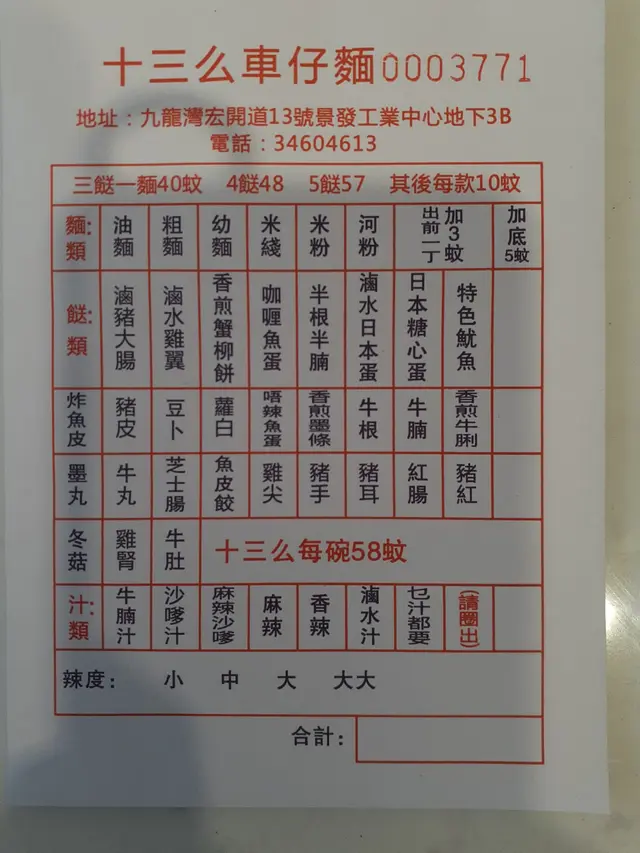 十三么車仔麵 0003771
地址：九龍灣宏開道13號景發工業中心地下3B
電話：34604613
三餸一麵40蚊 4餸48 5餸57 其後每款10蚊
麵類: 油麵 粗麵 幼麵 米綫 米粉 河粉 出前一丁加3蚊 加底5蚊
餸類: 滷豬大腸 滷水雞翼 香煎蟹柳餅 咖喱魚蛋 半根半腩 滷水日本蛋 日本糖心蛋 特色魷魚
炸魚皮 豬皮 豆卜 蘿白 唔辣魚蛋 香煎墨條 牛根 牛腩 香煎牛脷
墨丸 牛丸 芝士腸 魚皮餃 雞尖 豬手 豬耳 紅腸 豬紅
冬菇 雞腎 牛肚 十三么每碗58蚊
汁類: 牛腩汁 沙嗲汁 麻辣沙嗲 麻辣 香辣 滷水汁 乜汁都要 (請圈出)
辣度： 小 中 大 大大
合計：